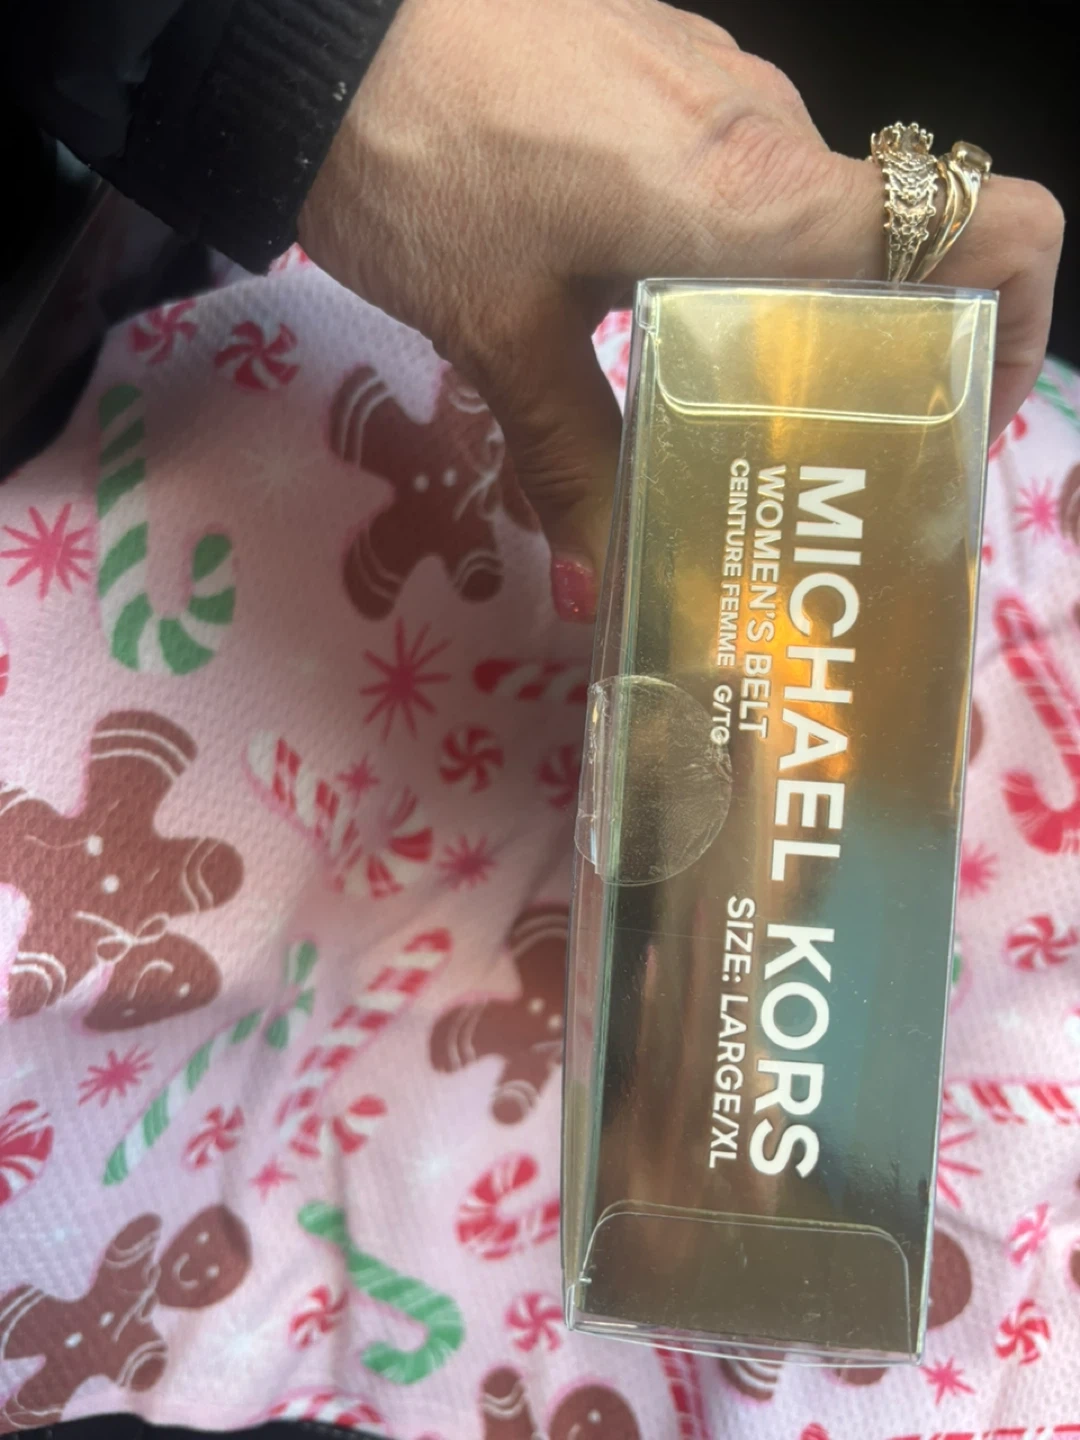 MICHAEL KORS
WOMEN'S BELT
CEINTURE FEMME G/TG
SIZE: LARGE/XL